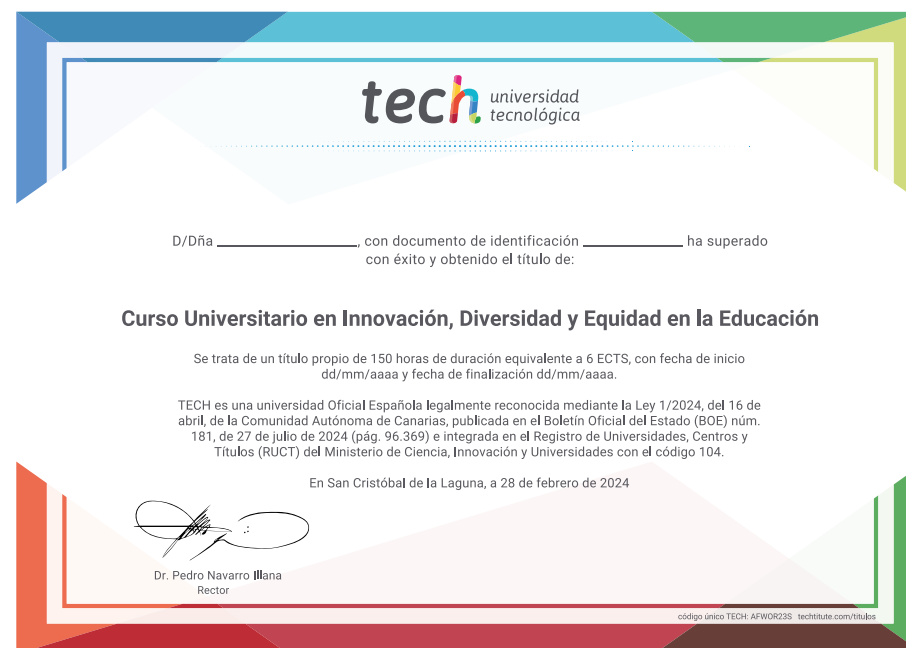 tech universidad
tecnológica
D/Dña ____________________, con documento de identificación ______________ ha superado
con éxito y obtenido el título de:
Curso Universitario en Innovación, Diversidad y Equidad en la Educación
Se trata de un título propio de 150 horas de duración equivalente a 6 ECTS, con fecha de inicio
dd/mm/aaaa y fecha de finalización dd/mm/aaaa.
TECH es una universidad Oficial Española legalmente reconocida mediante la Ley 1/2024, del 16 de
abril, de la Comunidad Autónoma de Canarias, publicada en el Boletín Oficial del Estado (BOE) núm.
181, de 27 de julio de 2024 (pág. 96.369) e integrada en el Registro de Universidades, Centros y
Títulos (RUCT) del Ministerio de Ciencia, Innovación y Universidades con el código 104.
En San Cristóbal de la Laguna, a 28 de febrero de 2024
Dr. Pedro Navarro Illana
Rector
código único TECH: AFWOR23S techtitute.com/titulos